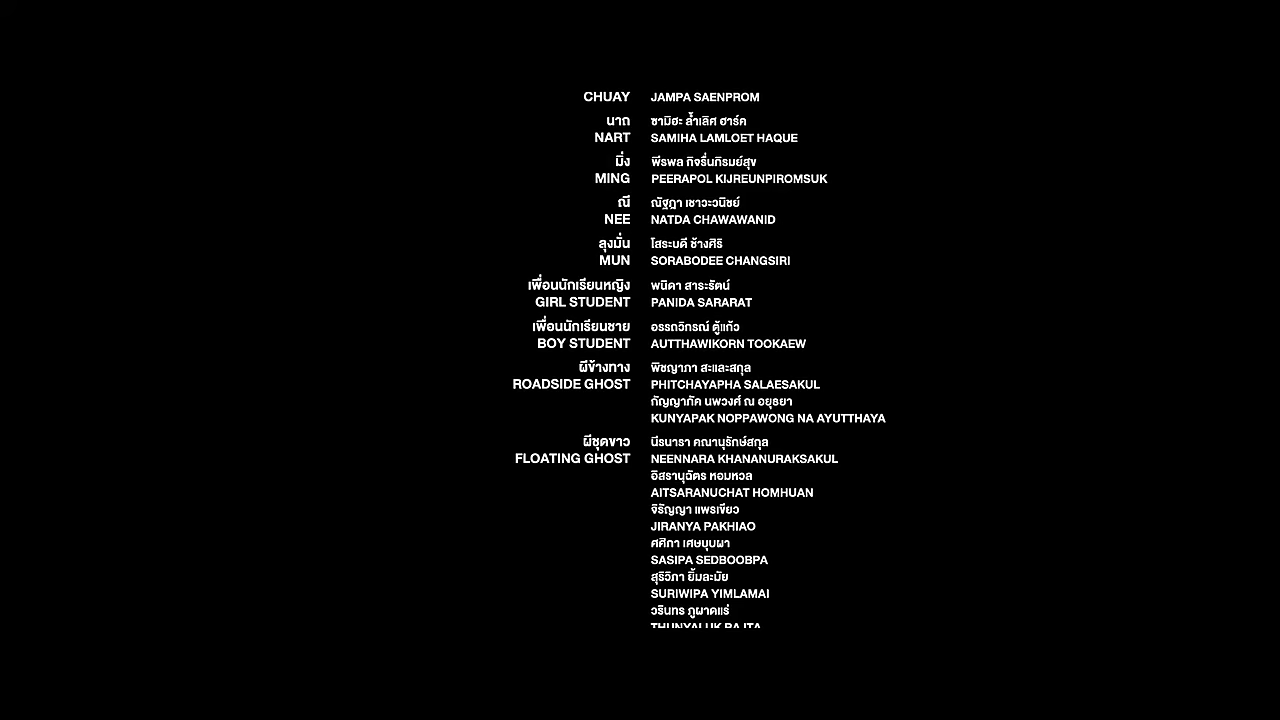 CHUAY JAMPA SAENPROM
นาถ ซามิฮะ ล้ำเลิศ ฮาร์ค
NART SAMIHA LAMLOET HAQUE
มิ่ง พีรพล กิจรื่นภิรมย์สุข
MING PEERAPOL KIJREUNPIROMSUK
ณี ณัฐฎา เชาวะวนิชย์
NEE NATDA CHAWAWANID
ลุงมั่น โสระบดี ช้างศิริ
MUN SORABODEE CHANGSIRI
เพื่อนนักเรียนหญิง พนิดา สาระรัตน์
GIRL STUDENT PANIDA SARARAT
เพื่อนนักเรียนชาย อรรถวิกรณ์ ตู้แก้ว
BOY STUDENT AUTTHAWIKORN TOOKAEW
ผีข้างทาง พิชญาภา สะและสกุล
ROADSIDE GHOST PHITCHAYAPHA SALAESAKUL
กัญญาภัค นพวงศ์ ณ อยุธยา
KUNYAPAK NOPPAWONG NA AYUTTHAYA
ผีชุดขาว นีรนารา คณานุรักษ์สกุล
FLOATING GHOST NEENNARA KHANANURAKSAKUL
อิสรานุฉัตร หอมหวล
AITSARANUCHAT HOMHUAN
จิรัญญา แพรเขียว
JIRANYA PAKHIAO
ศศิภา เศษบุบผา
SASIPA SEDBOOBPA
สุริวิภา ยิ้มละมัย
SURIWIPA YIMLAMAI
วรินทร ภูผาดแร่